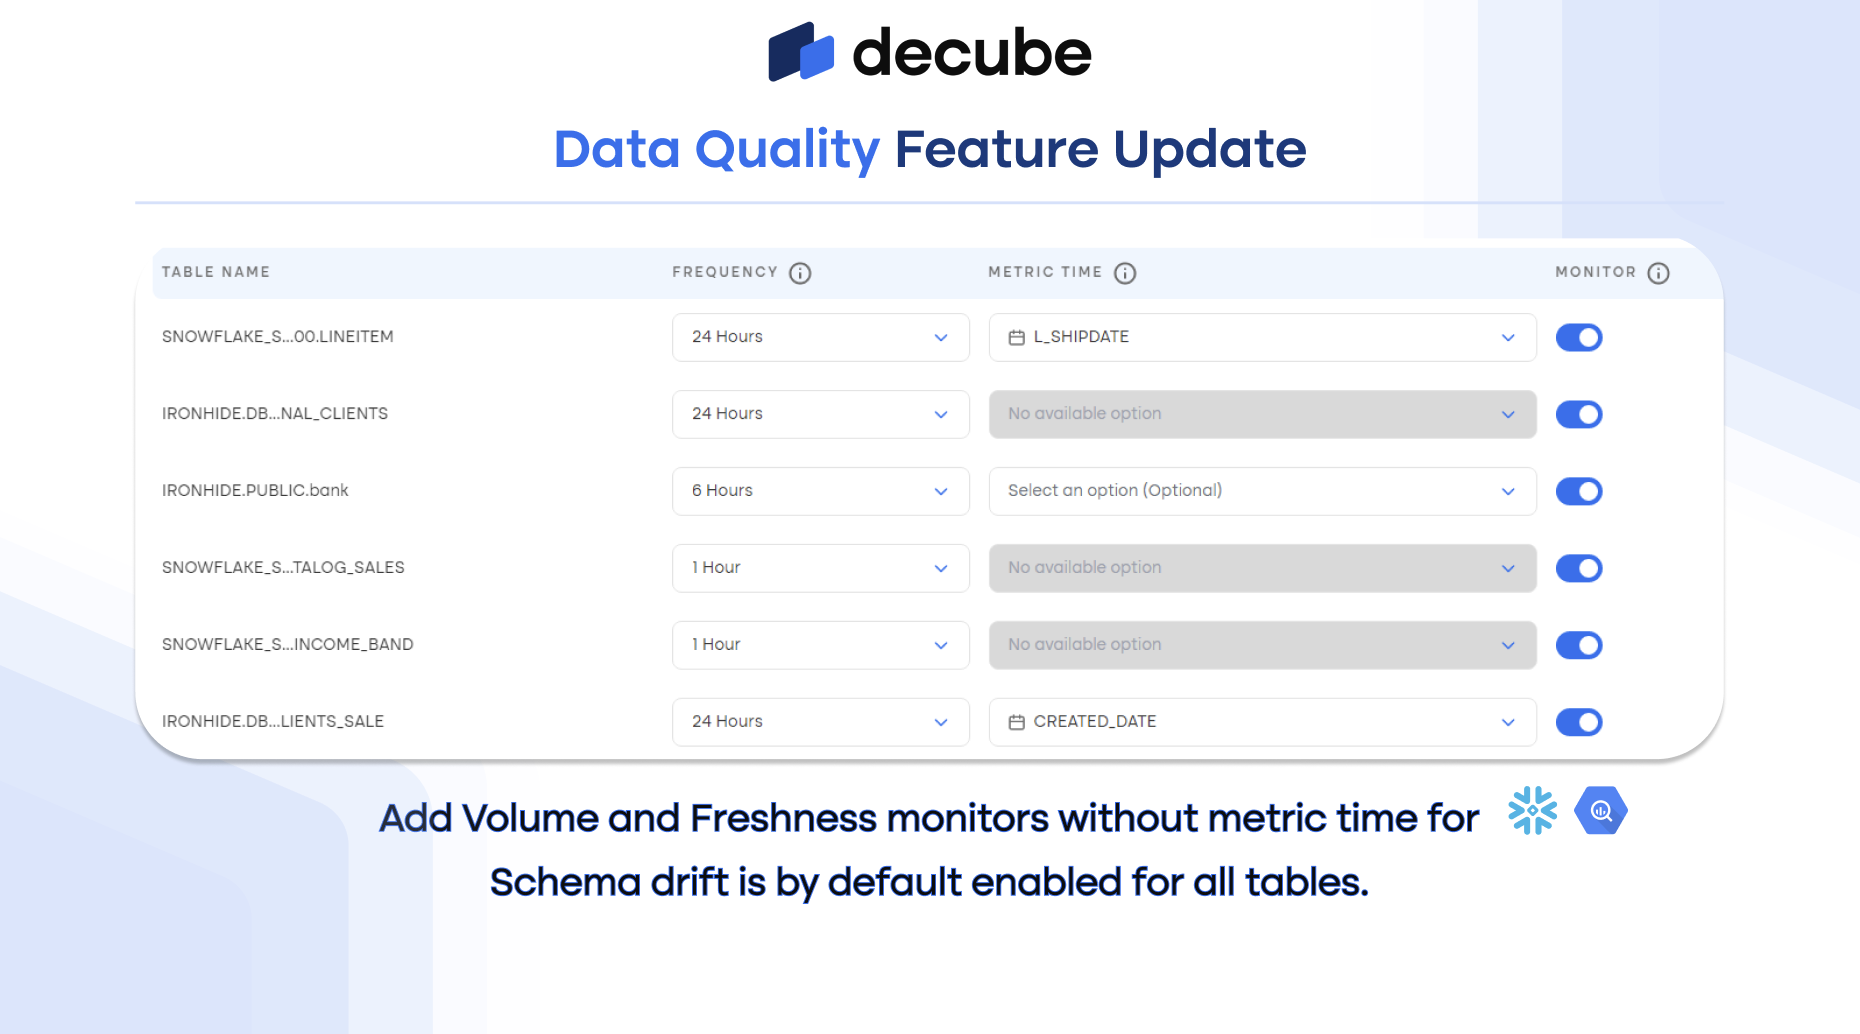 decube
Data Quality Feature Update
TABLE NAME FREQUENCY METRIC TIME MONITOR
SNOWFLAKE_S...00.LINEITEM 24 Hours L_SHIPDATE
IRONHIDE.DB...NAL_CLIENTS 24 Hours No available option
IRONHIDE.PUBLIC.bank 6 Hours Select an option (Optional)
SNOWFLAKE_S...TALOG_SALES 1 Hour No available option
SNOWFLAKE_S...INCOME_BAND 1 Hour No available option
IRONHIDE.DB...LIENTS_SALE 24 Hours CREATED_DATE
Add Volume and Freshness monitors without metric time for
Schema drift is by default enabled for all tables.